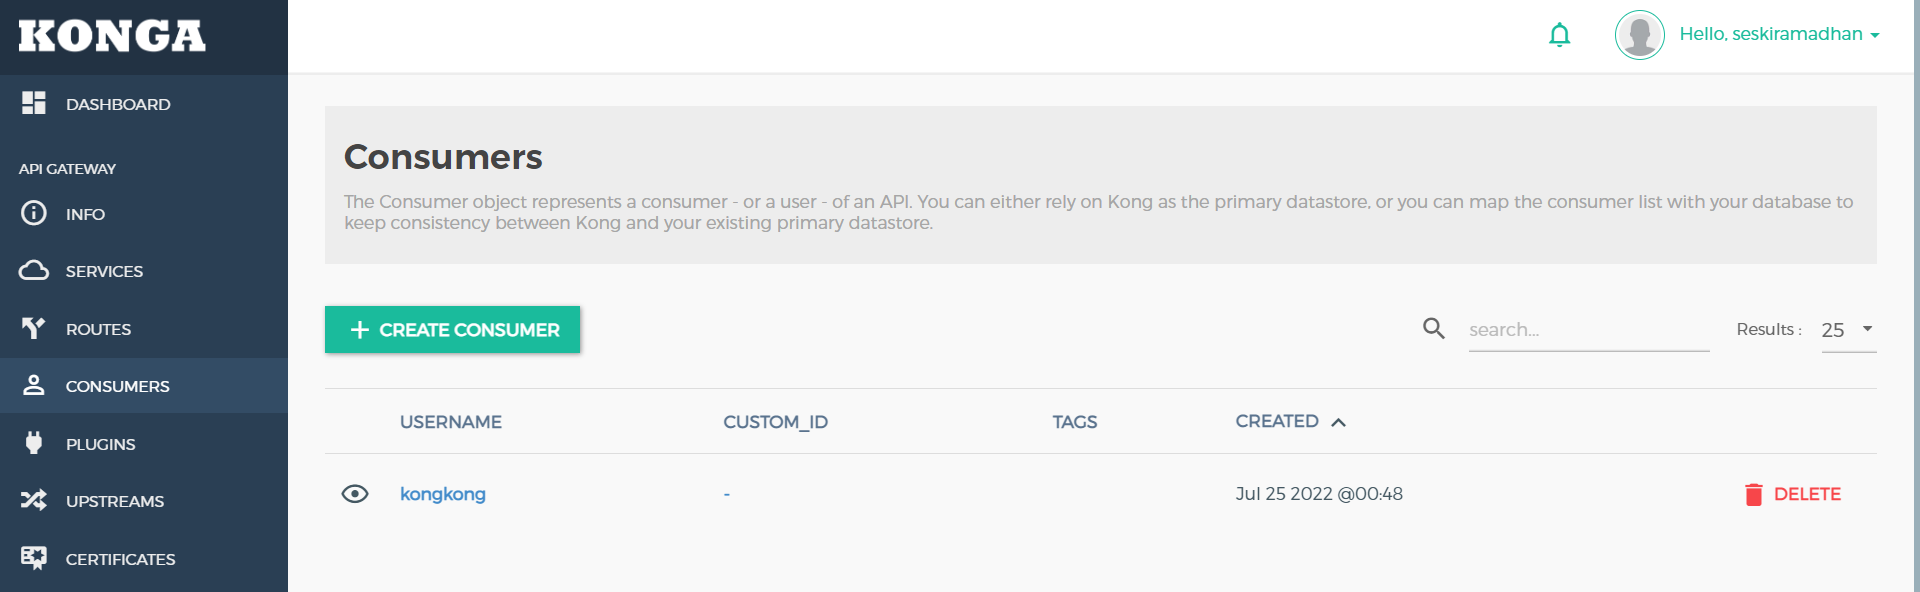 KONGA
Hello, seskiramadhan
DASHBOARD
API GATEWAY
INFO
SERVICES
ROUTES
CONSUMERS
PLUGINS
UPSTREAMS
CERTIFICATES
Consumers
The Consumer object represents a consumer - or a user - of an API. You can either rely on Kong as the primary datastore, or you can map the consumer list with your database to
keep consistency between Kong and your existing primary datastore.
+ CREATE CONSUMER
search...
Results : 25
USERNAME CUSTOM_ID TAGS CREATED
kongkong - Jul 25 2022 @00:48 DELETE